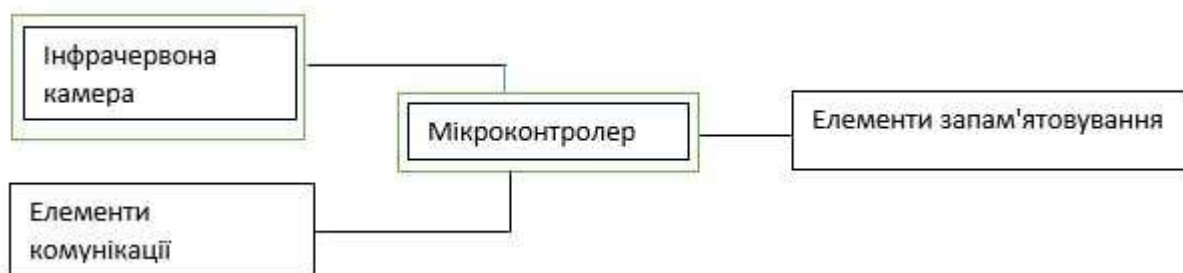 Інфрачервона
камера
Мікроконтролер
Елементи запам'ятовування
Елементи
комунікації